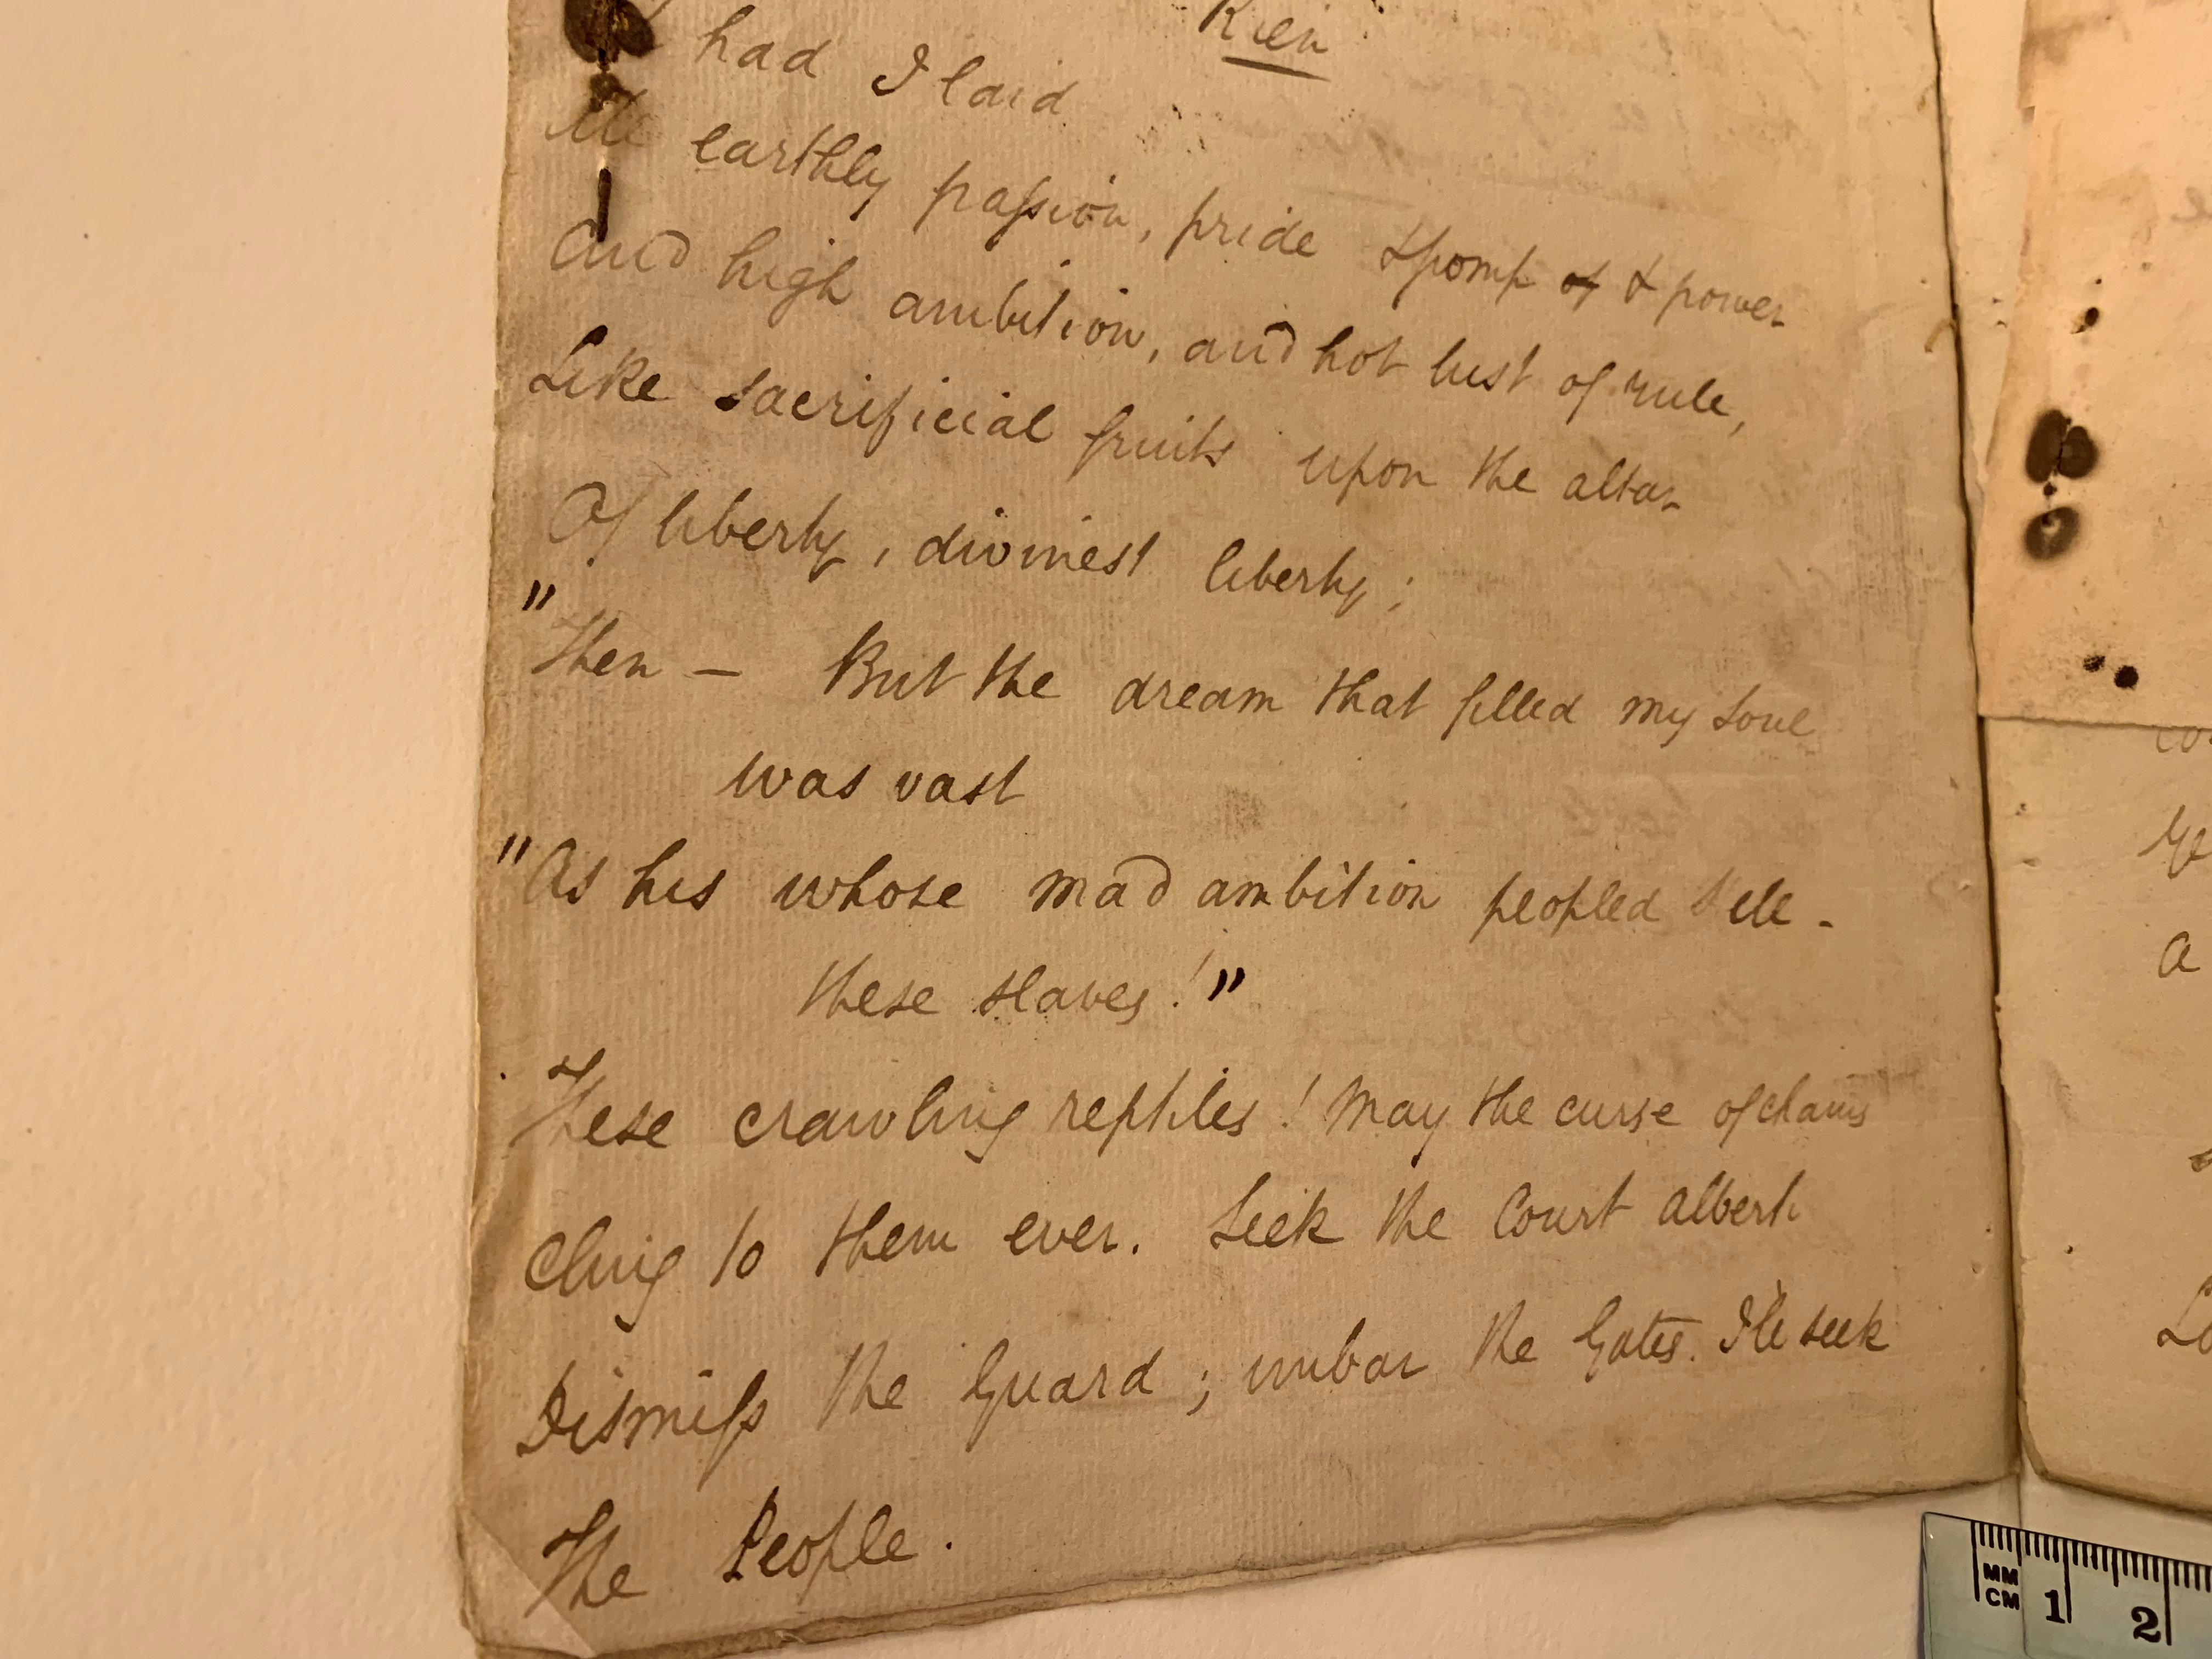 Rien
had I laid
All earthly passion, pride & pomp of & power
And high ambition, and hot lust of rule,
Like sacrificial fruits upon the altar
Of liberty, divinest liberty;
"Then — But the dream that filled my soul
was vast
"As his whose mad ambition peopled Hell -
these slaves!"
These crawling reptiles! May the curse of chains
Cling to them ever. Seek the Court Alberti
Dismiss the Guard; unbar the Gates. I'le seek
The People.
MM
CM 1 2